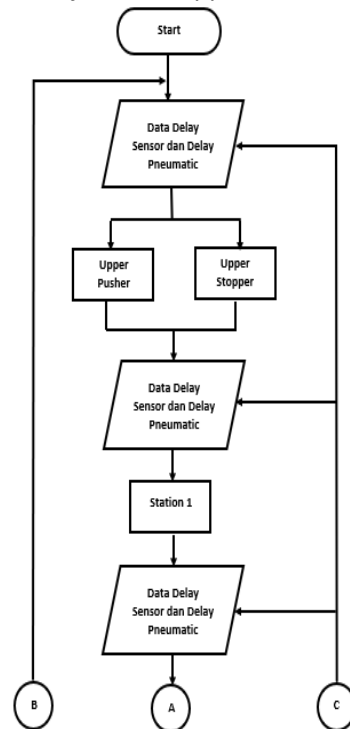 Start
Data Delay
Sensor dan Delay
Pneumatic
Upper
Pusher
Upper
Stopper
Data Delay
Sensor dan Delay
Pneumatic
Station 1
Data Delay
Sensor dan Delay
Pneumatic
B
A
C